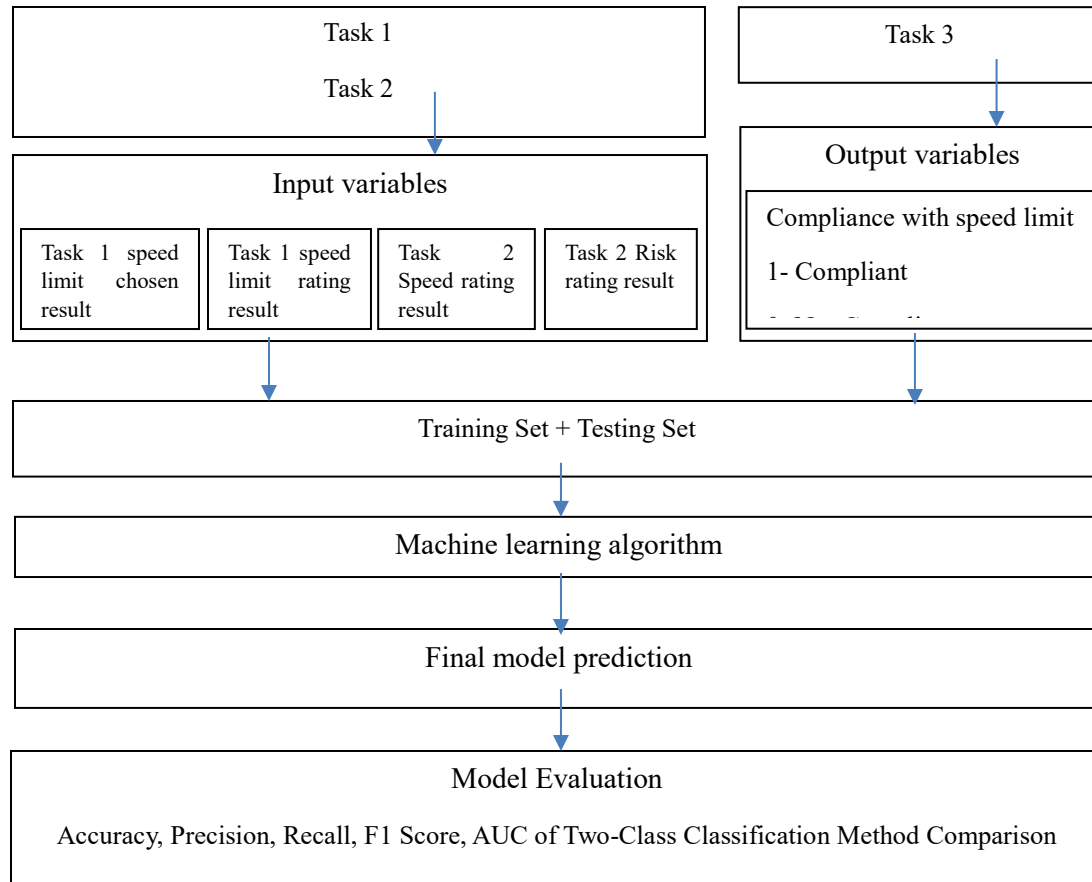 Task 1
Task 2
Task 3
Input variables
Task 1 speed
limit chosen
result
Task 1 speed
limit rating
result
Task 2
Speed rating
result
Task 2 Risk
rating result
Output variables
Compliance with speed limit
1- Compliant
Training Set + Testing Set
Machine learning algorithm
Final model prediction
Model Evaluation
Accuracy, Precision, Recall, F1 Score, AUC of Two-Class Classification Method Comparison